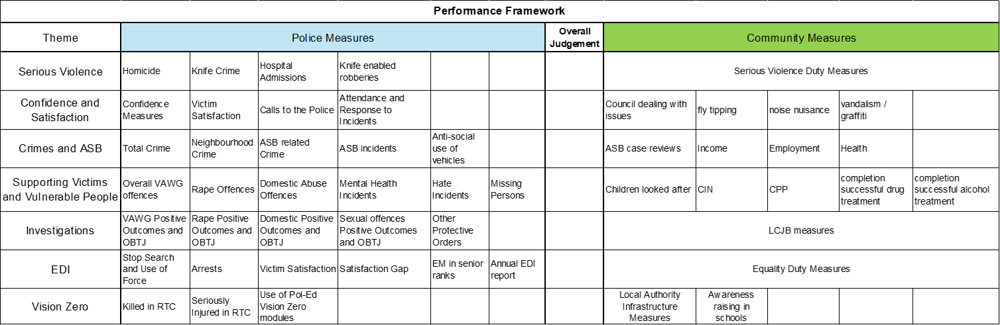 Performance Framework
Theme
Police Measures
Overall
Judgement
Community Measures
Serious Violence
Homicide
Knife Crime
Hospital
Admissions
Knife enabled
robberies
Serious Violence Duty Measures
Confidence and
Satisfaction
Confidence
Measures
Victim
Satisfaction
Calls to the Police
Attendance and
Response to
Incidents
Council dealing with
issues
fly tipping
noise nuisance
vandalism /
graffiti
Crimes and ASB
Total Crime
Neighbourhood
Crime
ASB related
Crime
ASB incidents
Anti-social
use of
vehicles
ASB case reviews
Income
Employment
Health
Supporting Victims
and Vulnerable People
Overall VAWG
offences
Rape Offences
Domestic Abuse
Offences
Mental Health
Incidents
Hate
Incidents
Missing
Persons
Children looked after
CIN
CPP
completion
successful drug
treatment
completion
successful alcohol
treatment
Investigations
VAWG Positive
Outcomes and
OBTJ
Rape Positive
Outcomes and
OBTJ
Domestic Positive
Outcomes and
OBTJ
Sexual offences
Positive Outcomes
and OBTJ
Other
Protective
Orders
LCJB measures
EDI
Stop Search
and Use of
Force
Arrests
Victim Satisfaction
Satisfaction Gap
EM in senior
ranks
Annual EDI
report
Equality Duty Measures
Vision Zero
Killed in RTC
Seriously
Injured in RTC
Use of Pol-Ed
Vision Zero
modules
Local Authority
Infrastructure
Measures
Awareness
raising in
schools